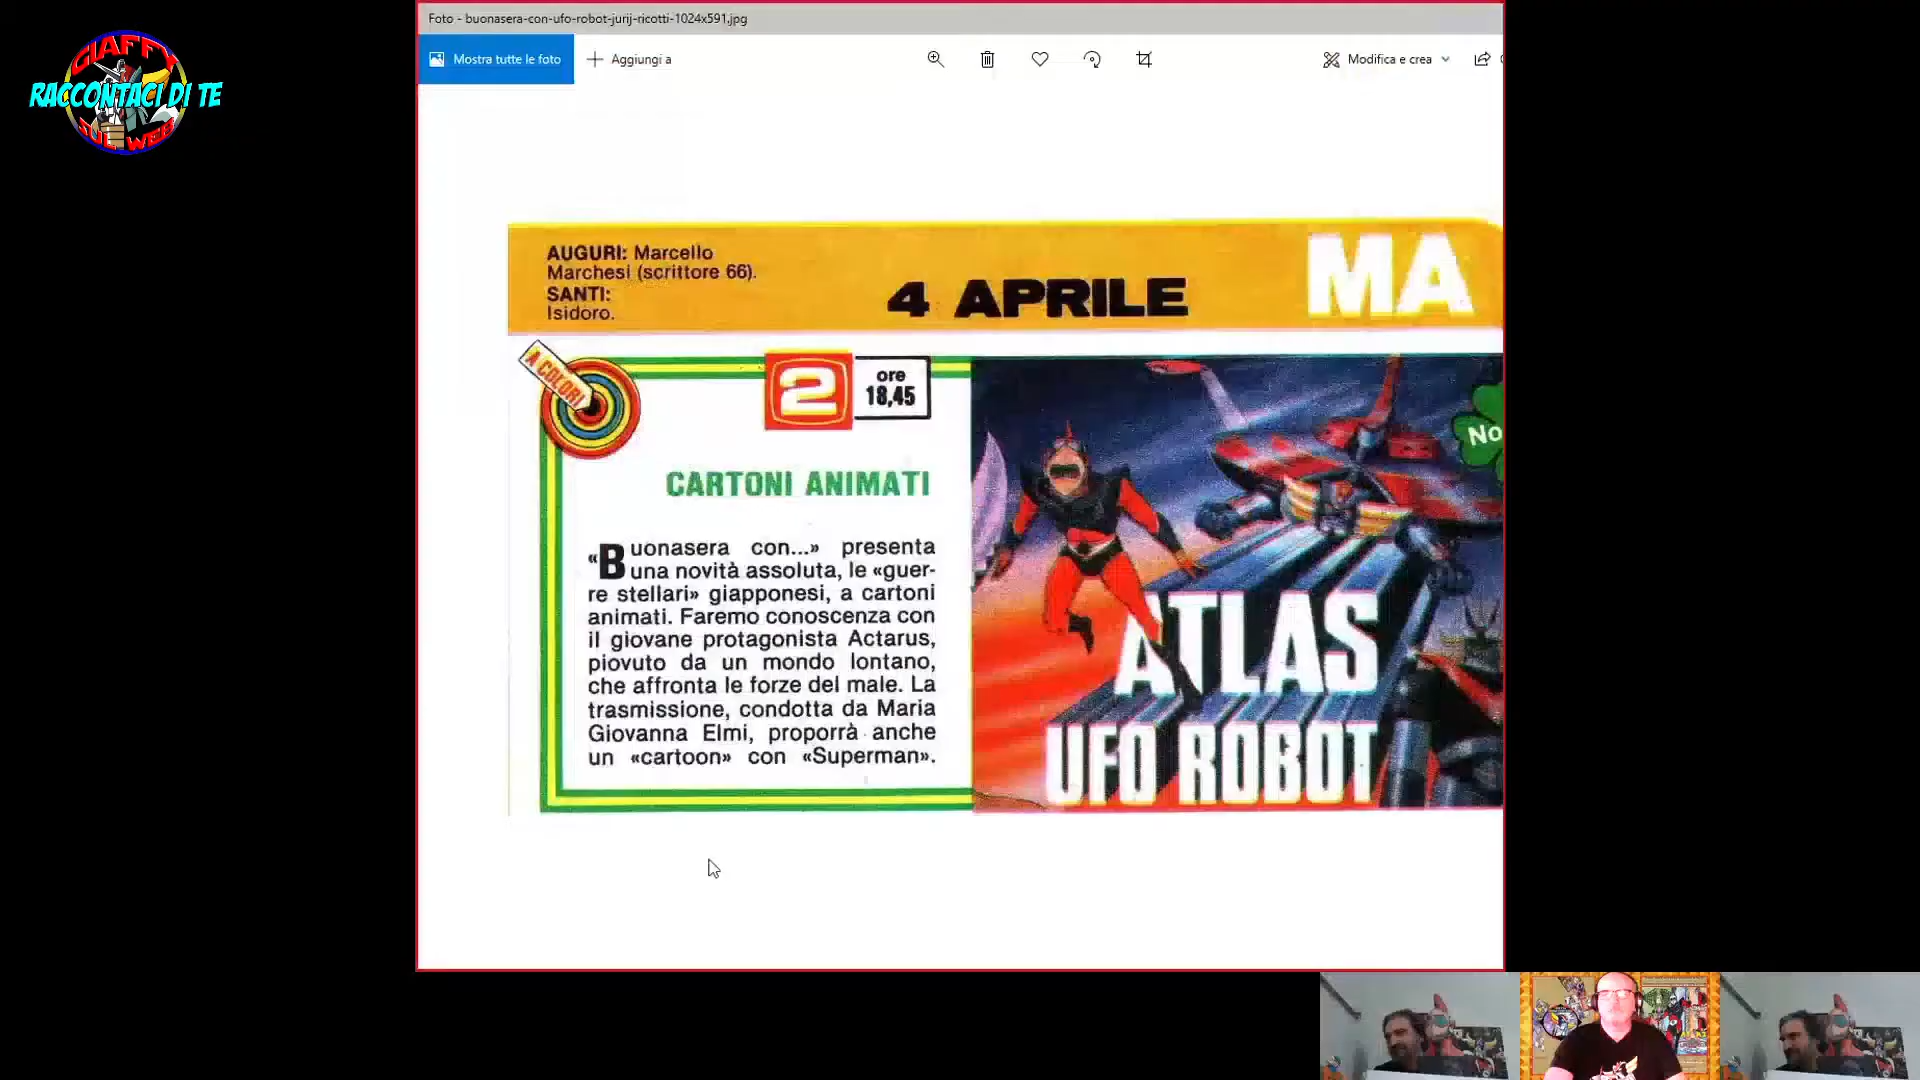 GIAFFY
RACCONTACI DI TE
SUL WEB
Foto - buonasera-con-ufo-robot-jurij-ricotti-1024x591.jpg
Mostra tutte le foto
Aggiungi a
Modifica e crea
AUGURI: Marcello
Marchesi (scrittore 66).
SANTI:
Isidoro.
4 APRILE
MA
A COLORI
2
ore
18,45
No
CARTONI ANIMATI
«Buonasera con...» presenta
una novità assoluta, le «guer-
re stellari» giapponesi, a cartoni
animati. Faremo conoscenza con
il giovane protagonista Actarus,
piovuto da un mondo lontano,
che affronta le forze del male. La
trasmissione, condotta da Maria
Giovanna Elmi, proporrà anche
un «cartoon» con «Superman».
ATLAS
UFO ROBOT